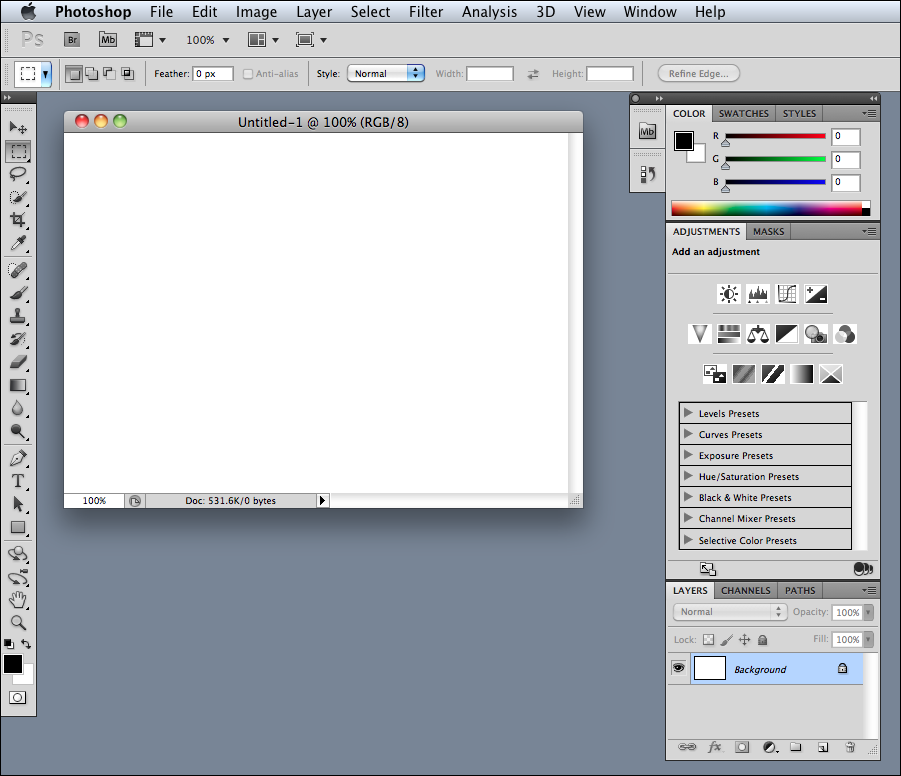 Photoshop File Edit Image Layer Select Filter Analysis 3D View Window Help
Ps Br Mb 100%
Feather: 0 px Anti-alias Style: Normal Width: Height: Refine Edge...
Untitled-1 @ 100% (RGB/8)
100% Doc: 531.6K/0 bytes
T
Mb
COLOR SWATCHES STYLES
R 0
G 0
B 0
ADJUSTMENTS MASKS
Add an adjustment
Levels Presets
Curves Presets
Exposure Presets
Hue/Saturation Presets
Black & White Presets
Channel Mixer Presets
Selective Color Presets
LAYERS CHANNELS PATHS
Normal Opacity: 100%
Lock: Fill: 100%
Background
fx